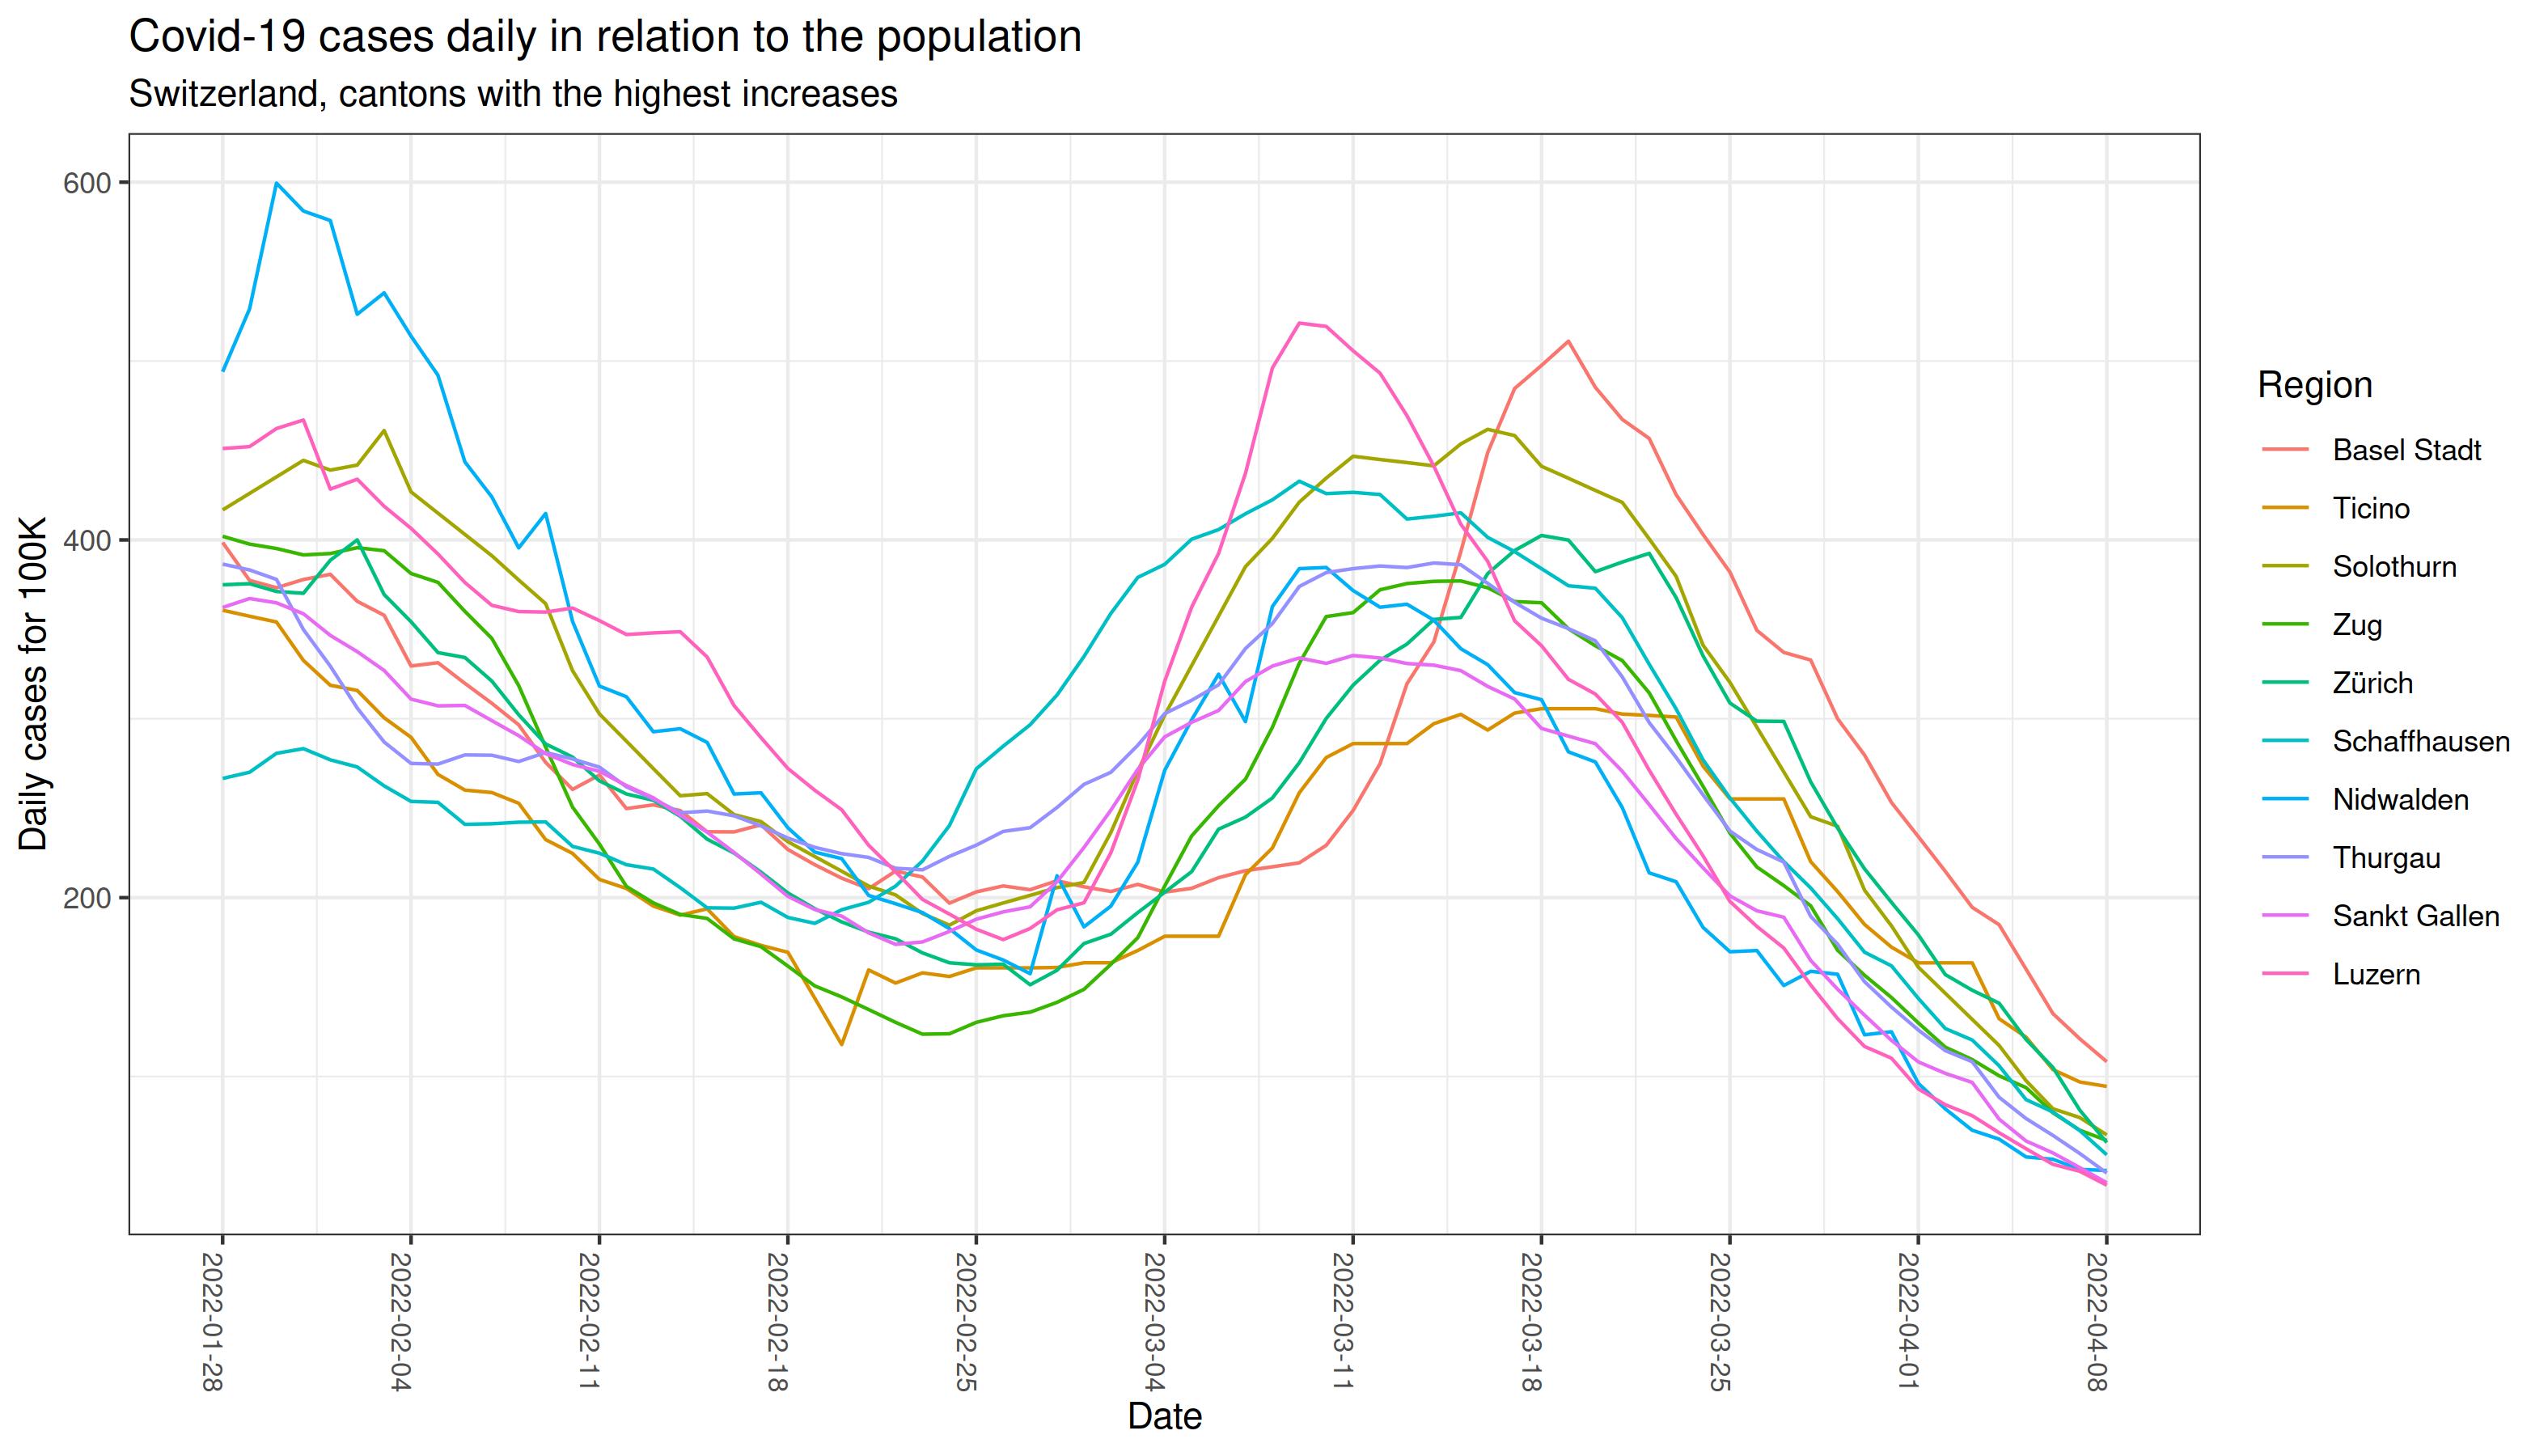 Covid-19 cases daily in relation to the population
Switzerland, cantons with the highest increases
Daily cases for 100K
600
400
200
2022-01-28
2022-02-04
2022-02-11
2022-02-18
2022-02-25
2022-03-04
2022-03-11
2022-03-18
2022-03-25
2022-04-01
2022-04-08
Date
Region
Basel Stadt
Ticino
Solothurn
Zug
Zürich
Schaffhausen
Nidwalden
Thurgau
Sankt Gallen
Luzern